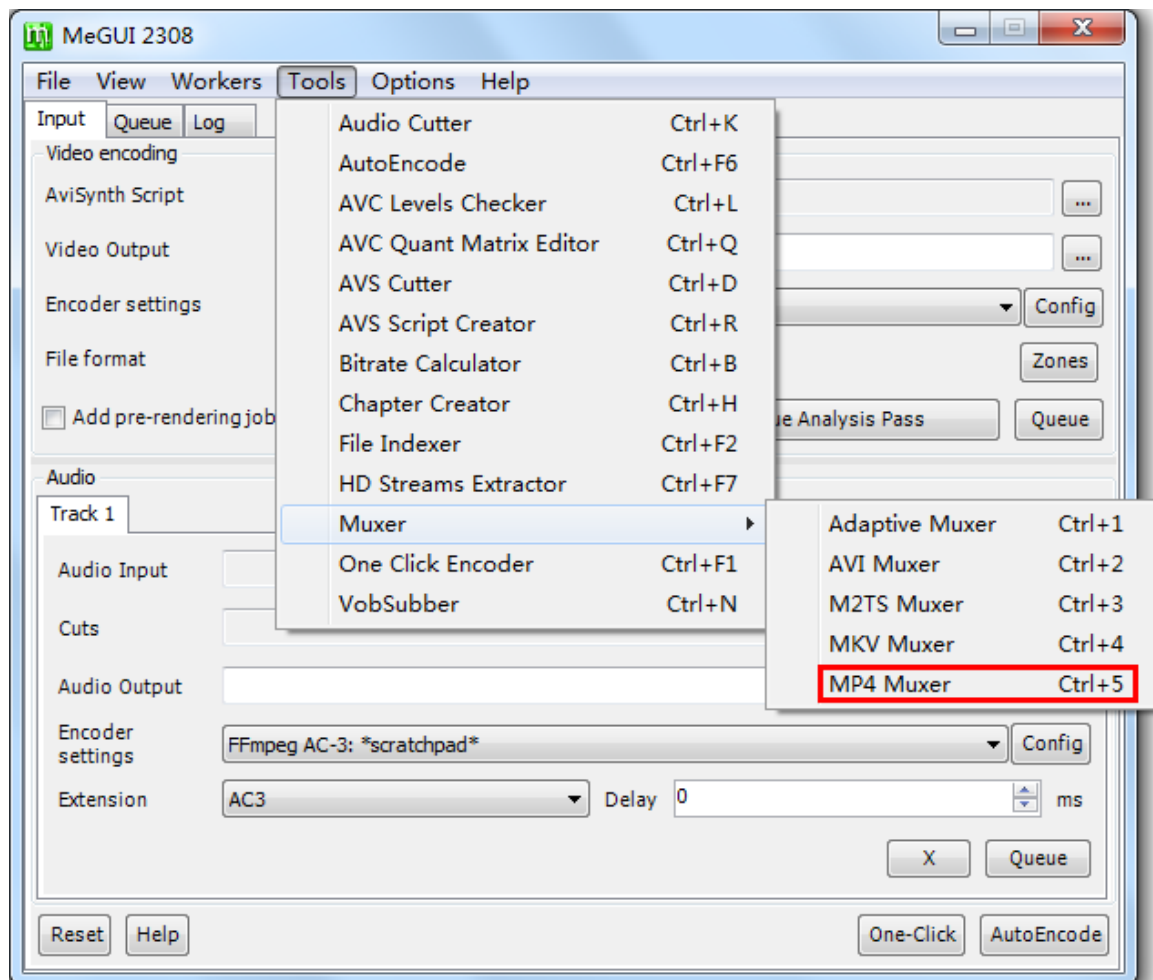 MeGUI 2308
File View Workers Tools Options Help
Input Queue Log
Video encoding
AviSynth Script ...
Video Output ...
Encoder settings Config
File format Zones
Add pre-rendering job ue Analysis Pass Queue
Audio Cutter Ctrl+K
AutoEncode Ctrl+F6
AVC Levels Checker Ctrl+L
AVC Quant Matrix Editor Ctrl+Q
AVS Cutter Ctrl+D
AVS Script Creator Ctrl+R
Bitrate Calculator Ctrl+B
Chapter Creator Ctrl+H
File Indexer Ctrl+F2
HD Streams Extractor Ctrl+F7
Muxer
One Click Encoder Ctrl+F1
VobSubber Ctrl+N
Adaptive Muxer Ctrl+1
AVI Muxer Ctrl+2
M2TS Muxer Ctrl+3
MKV Muxer Ctrl+4
MP4 Muxer Ctrl+5
Audio
Track 1
Audio Input
Cuts
Audio Output
Encoder
settings
FFmpeg AC-3: *scratchpad* Config
Extension AC3 Delay 0 ms
X Queue
Reset Help One-Click AutoEncode